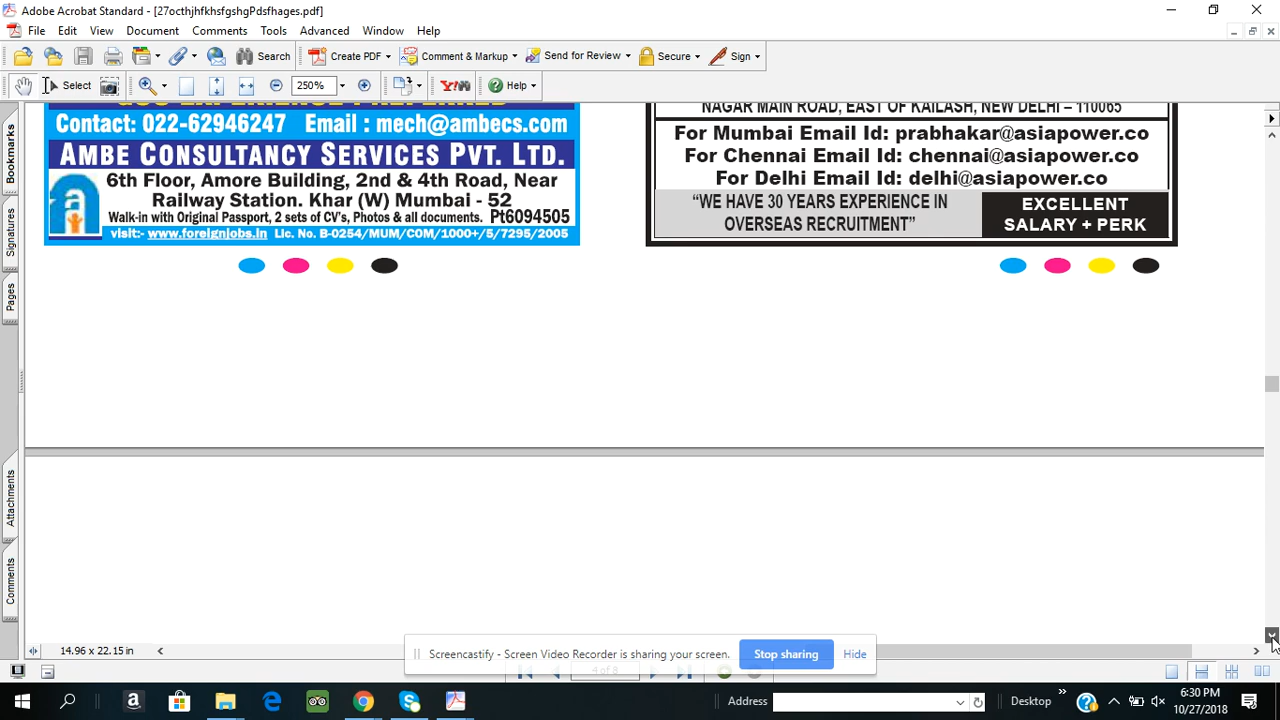 Adobe Acrobat Standard - [27octhjhfkhsfgshgPdsfhages.pdf]
File Edit View Document Comments Tools Advanced Window Help
Search Create PDF Comment & Markup Send for Review Secure Sign
Select 250% Y! Help
Bookmarks
Signatures
Pages
Attachments
Comments
GCC EXPERIENCE PREFERRED
Contact: 022-62946247 Email : mech@ambecs.com
AMBE CONSULTANCY SERVICES PVT. LTD.
a
6th Floor, Amore Building, 2nd & 4th Road, Near
Railway Station. Khar (W) Mumbai - 52
Walk-in with Original Passport, 2 sets of CV's, Photos & all documents. Pt6094505
visit:- www.foreignjobs.in Lic. No. B-0254/MUM/COM/1000+/5/7295/2005
NAGAR MAIN ROAD, EAST OF KAILASH, NEW DELHI – 110065
For Mumbai Email Id: prabhakar@asiapower.co
For Chennai Email Id: chennai@asiapower.co
For Delhi Email Id: delhi@asiapower.co
“WE HAVE 30 YEARS EXPERIENCE IN
OVERSEAS RECRUITMENT”
EXCELLENT
SALARY + PERK
14.96 x 22.15 in
Screencastify - Screen Video Recorder is sharing your screen. Stop sharing Hide
4 of 8
Address Desktop
6:30 PM
10/27/2018